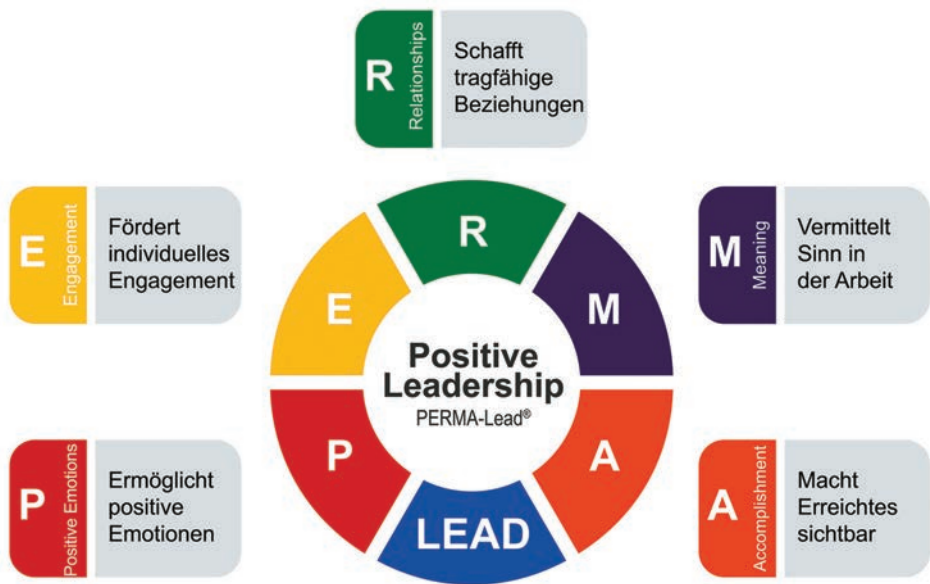 R
Relationships
Schafft
tragfähige
Beziehungen
E
Engagement
Fördert
individuelles
Engagement
M
Meaning
Vermittelt
Sinn in
der Arbeit
R
E
M
Positive
Leadership
PERMA-Lead®
P
A
LEAD
P
Positive Emotions
Ermöglicht
positive
Emotionen
A
Accomplishment
Macht
Erreichtes
sichtbar